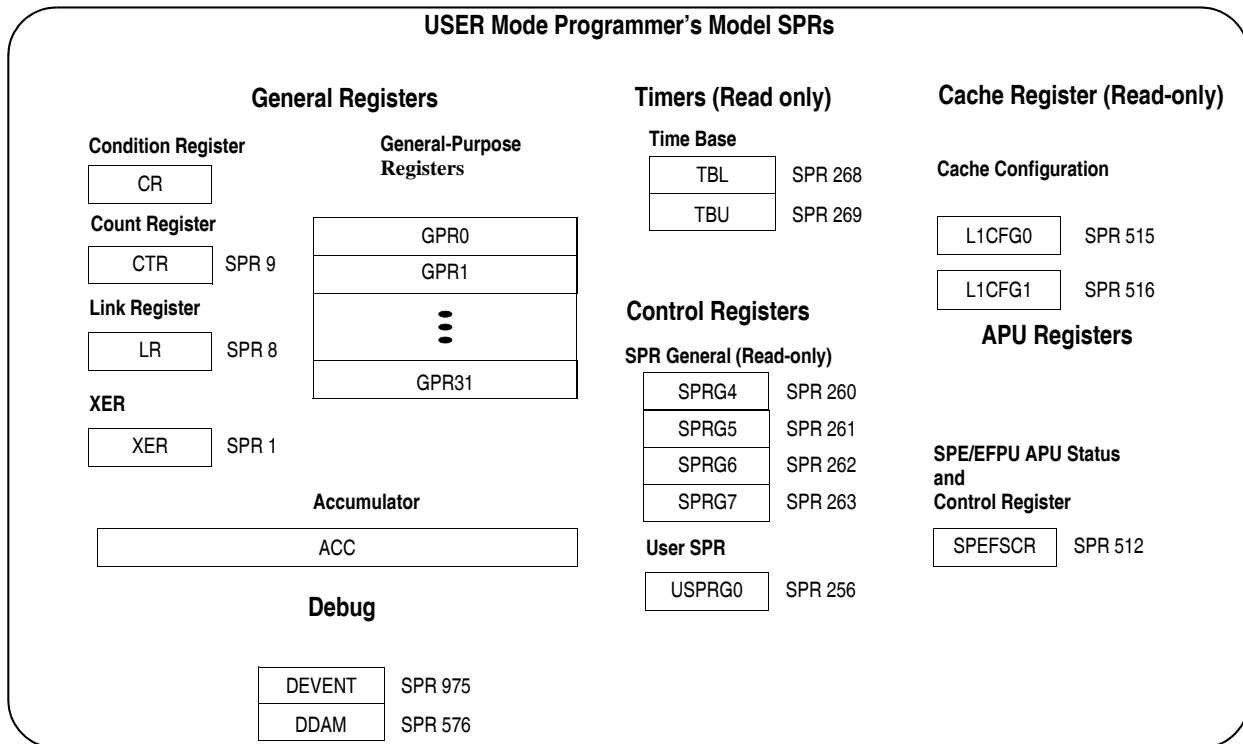 USER Mode Programmer's Model SPRs
General Registers
Condition Register
CR
Count Register
CTR SPR 9
Link Register
LR SPR 8
XER
XER SPR 1
General-Purpose
Registers
GPR0
GPR1
GPR31
Accumulator
ACC
Debug
DEVENT SPR 975
DDAM SPR 576
Timers (Read only)
Time Base
TBL SPR 268
TBU SPR 269
Control Registers
SPR General (Read-only)
SPRG4 SPR 260
SPRG5 SPR 261
SPRG6 SPR 262
SPRG7 SPR 263
User SPR
USPRG0 SPR 256
Cache Register (Read-only)
Cache Configuration
L1CFG0 SPR 515
L1CFG1 SPR 516
APU Registers
SPE/EFPU APU Status
and
Control Register
SPEFSCR SPR 512